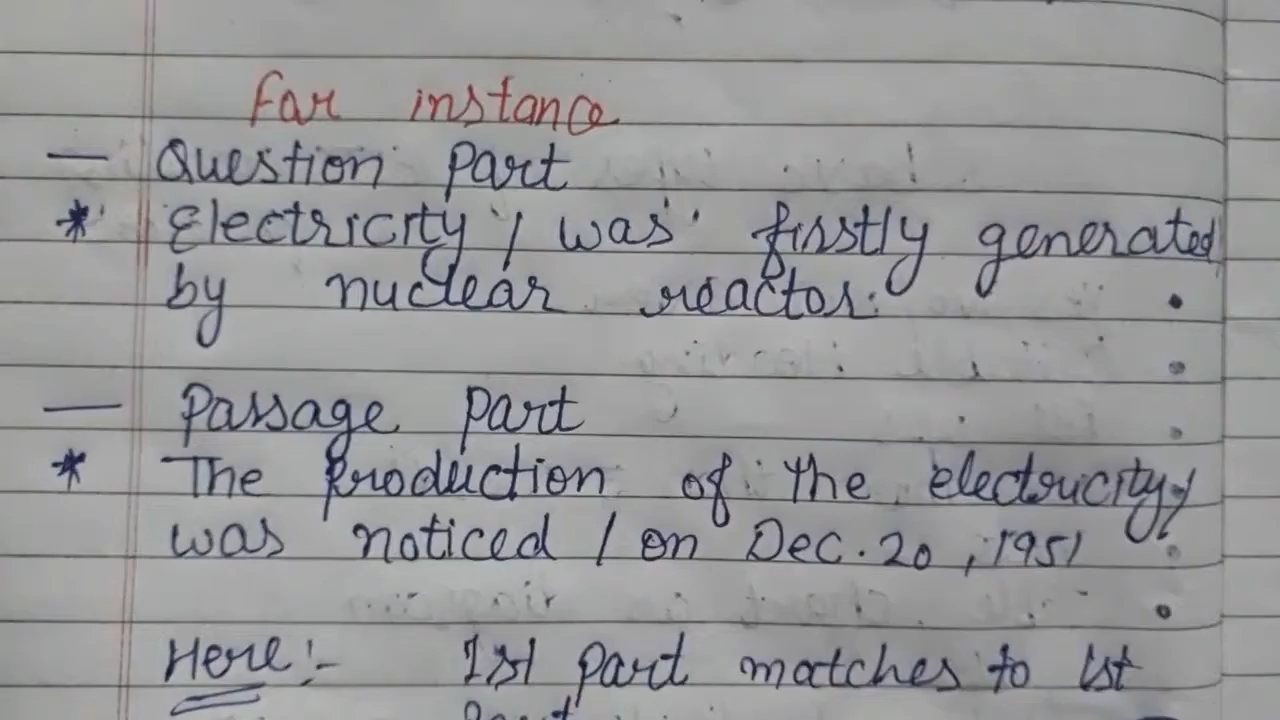 For instance
— Question Part
* Electricity / was firstly generated
by nuclear reactor.
— Passage Part
* The Production of the electricity /
was noticed / on Dec. 20, 1951
Here :- 1st Part matches to 1st
Part